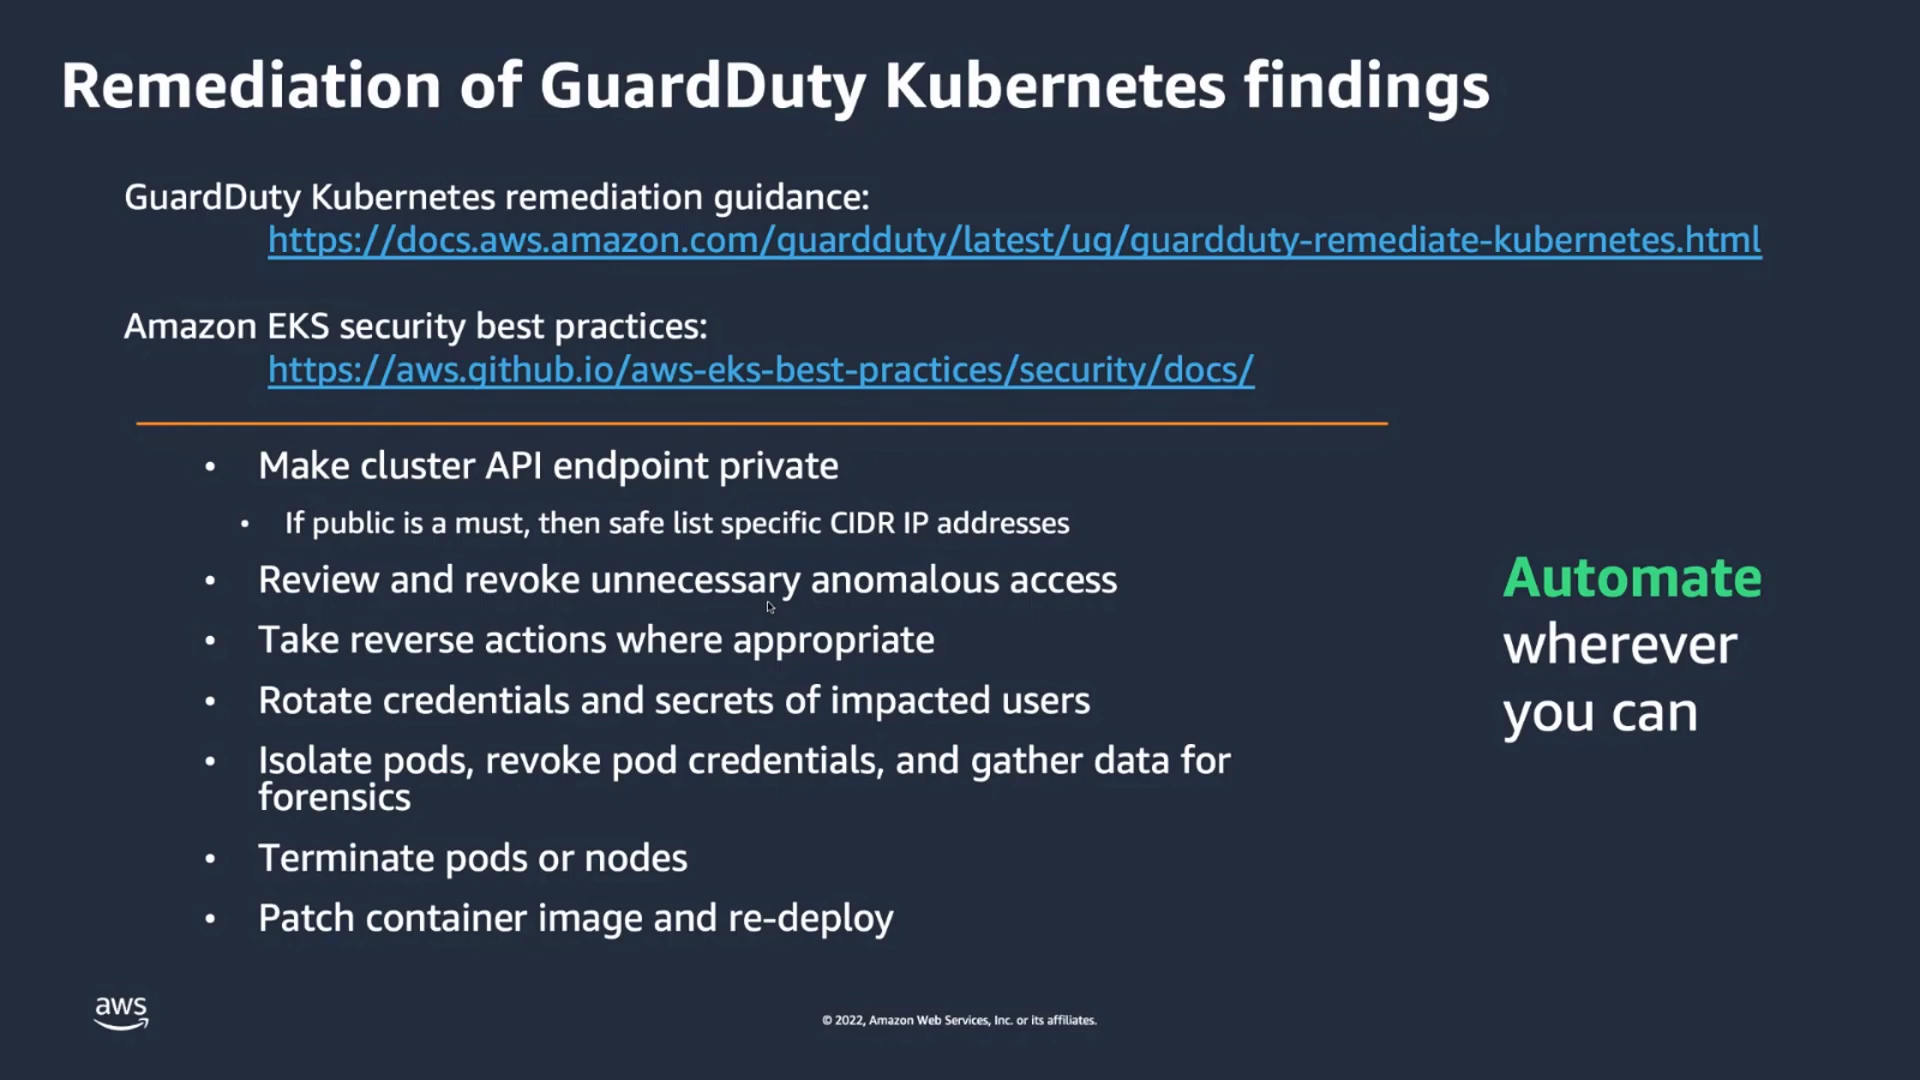 Remediation of GuardDuty Kubernetes findings
GuardDuty Kubernetes remediation guidance:
https://docs.aws.amazon.com/guardduty/latest/ug/guardduty-remediate-kubernetes.html
Amazon EKS security best practices:
https://aws.github.io/aws-eks-best-practices/security/docs/
• Make cluster API endpoint private
• If public is a must, then safe list specific CIDR IP addresses
• Review and revoke unnecessary anomalous access
• Take reverse actions where appropriate
• Rotate credentials and secrets of impacted users
• Isolate pods, revoke pod credentials, and gather data for
forensics
• Terminate pods or nodes
• Patch container image and re-deploy
Automate
wherever
you can
aws
© 2022, Amazon Web Services, Inc. or its affiliates.